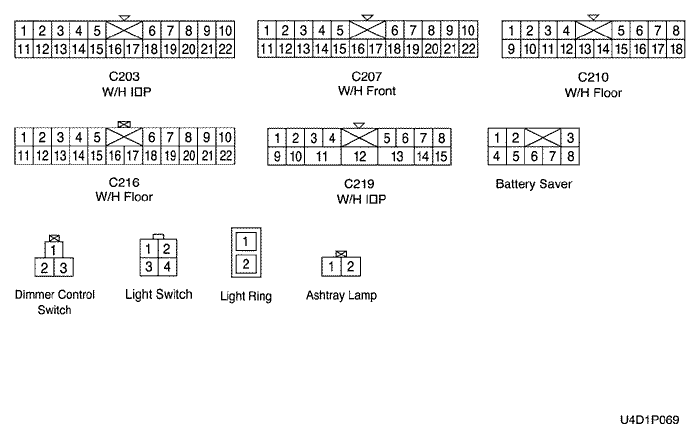 1 2 3 4 5 6 7 8 9 10
11 12 13 14 15 16 17 18 19 20 21 22
C203
W/H I□P
1 2 3 4 5 6 7 8 9 10
11 12 13 14 15 16 17 18 19 20 21 22
C207
W/H Front
1 2 3 4 5 6 7 8
9 10 11 12 13 14 15 16 17 18
C210
W/H Floor
1 2 3 4 5 6 7 8 9 10
11 12 13 14 15 16 17 18 19 20 21 22
C216
W/H Floor
1 2 3 4 5 6 7 8
9 10 11 12 13 14 15
C219
W/H I□P
1 2 3
4 5 6 7 8
Battery Saver
1
2 3
Dimmer Control
Switch
1 2
3 4
Light Switch
1
2
Light Ring
1 2
Ashtray Lamp
U4D1P069